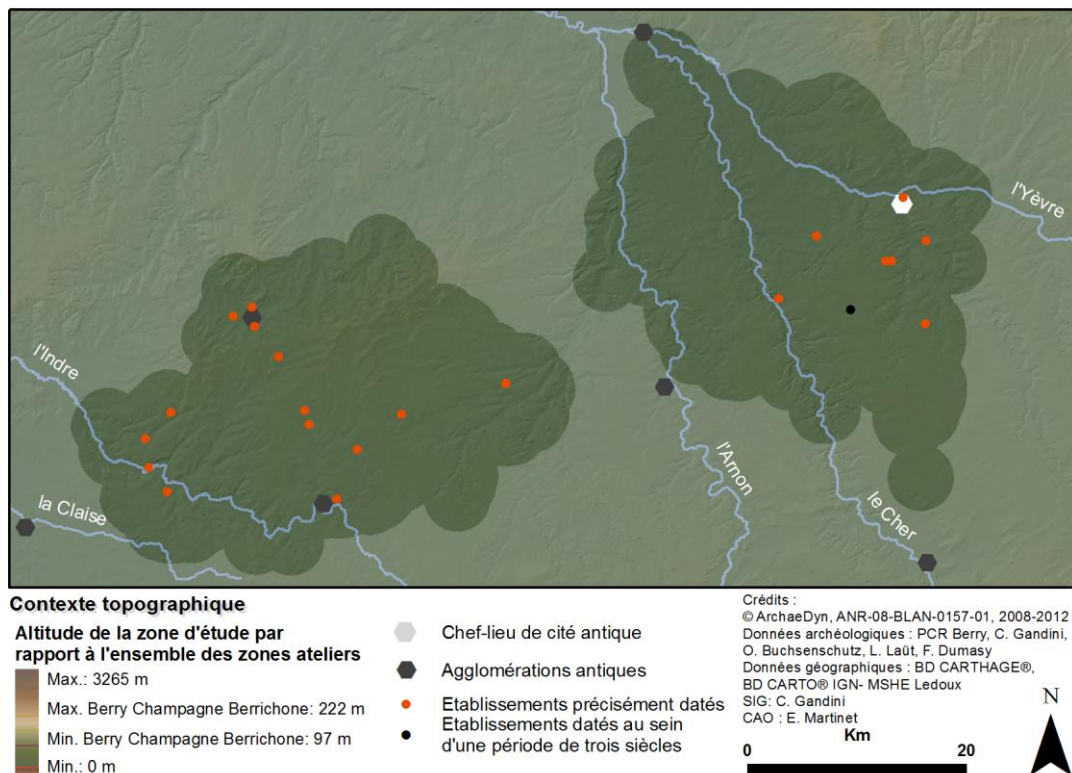 l'Yèvre
l'Indre
la Claise
l'Arnon
le Cher
Contexte topographique
Altitude de la zone d'étude par
rapport à l'ensemble des zones ateliers
Max.: 3265 m
Max. Berry Champagne Berrichone: 222 m
Min. Berry Champagne Berrichone: 97 m
Min.: 0 m
Chef-lieu de cité antique
Agglomérations antiques
Etablissements précisément datés
Etablissements datés au sein
d'une période de trois siècles
Crédits :
© ArchaeDyn, ANR-08-BLAN-0157-01, 2008-2012
Données archéologiques : PCR Berry, C. Gandini,
O. Buchsenschutz, L. Laüt, F. Dumasy
Données géographiques : BD CARTHAGE®,
BD CARTO® IGN- MSHE Ledoux
SIG: C. Gandini
CAO : E. Martinet
N
Km
0 20